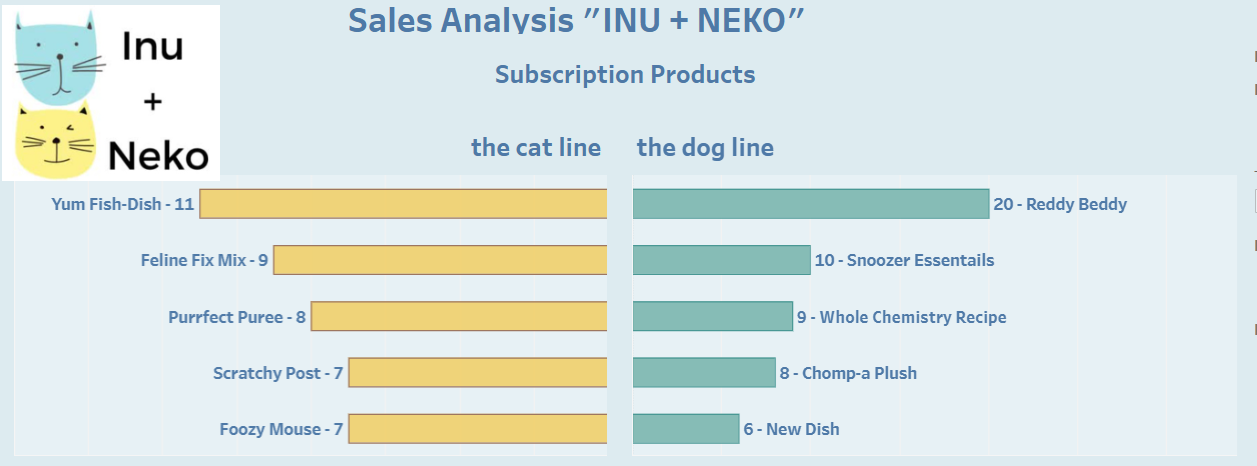 Inu
+
Neko
Sales Analysis ”INU + NEKO”
Subscription Products
the cat line
the dog line
Yum Fish-Dish - 11
20 - Reddy Beddy
Feline Fix Mix - 9
10 - Snoozer Essentails
Purrfect Puree - 8
9 - Whole Chemistry Recipe
Scratchy Post - 7
8 - Chomp-a Plush
Foozy Mouse - 7
6 - New Dish